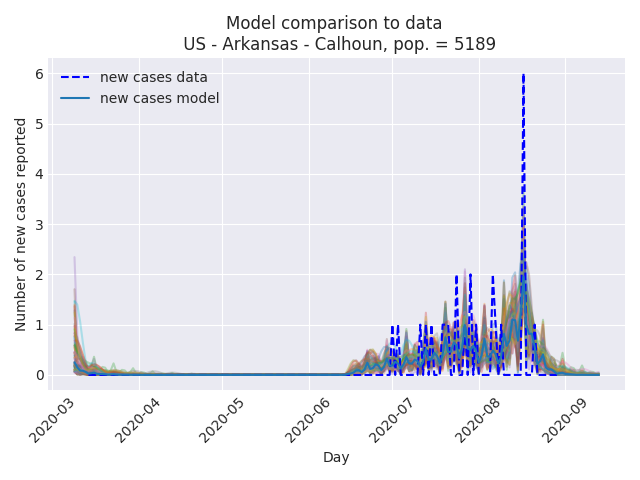 Model comparison to data
US - Arkansas - Calhoun, pop. = 5189
new cases data
new cases model
Number of new cases reported
6
5
4
3
2
1
0
2020-03
2020-04
2020-05
2020-06
2020-07
2020-08
2020-09
Day